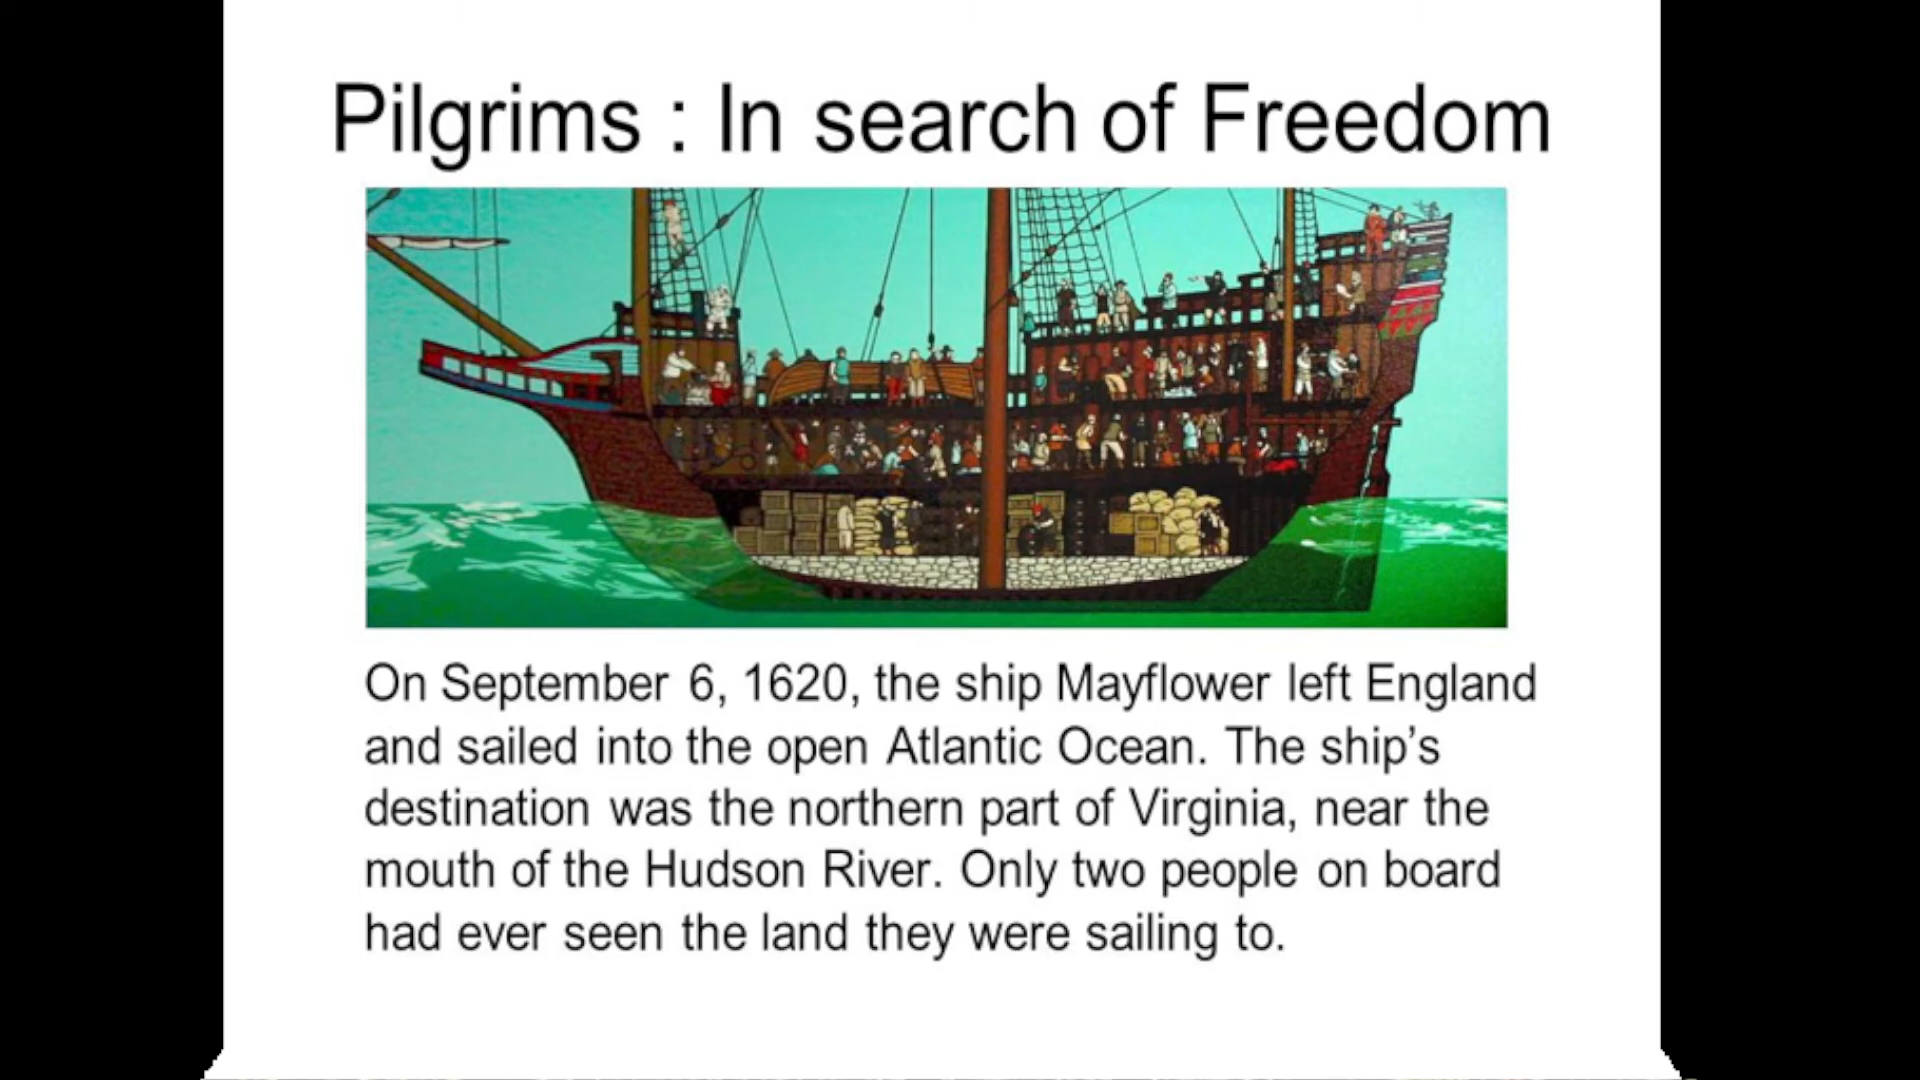 Pilgrims : In search of Freedom
On September 6, 1620, the ship Mayflower left England
and sailed into the open Atlantic Ocean. The ship’s
destination was the northern part of Virginia, near the
mouth of the Hudson River. Only two people on board
had ever seen the land they were sailing to.